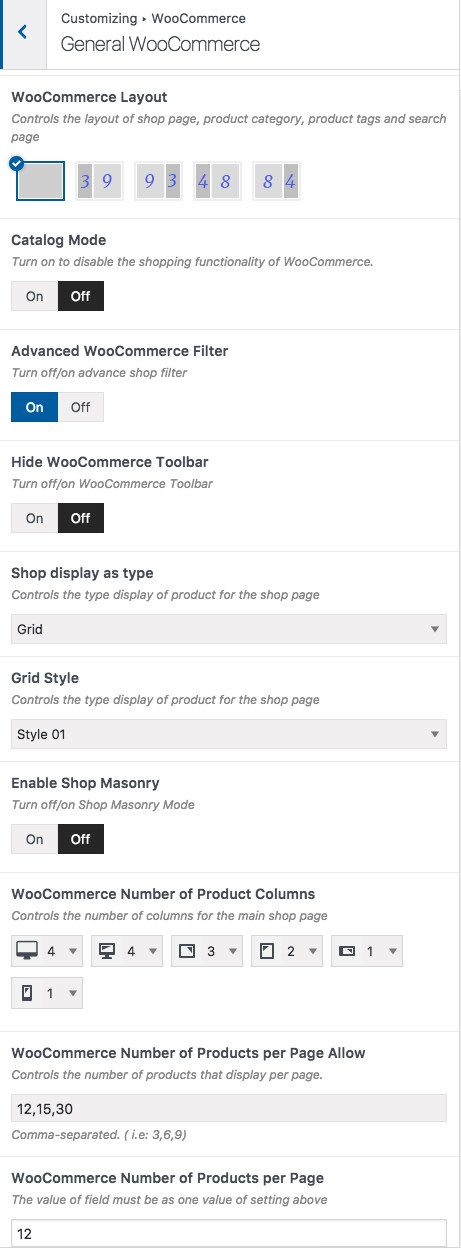 Customizing ▸ WooCommerce
General WooCommerce
WooCommerce Layout
Controls the layout of shop page, product category, product tags and search
page
3 9 9 3 4 8 8 4
Catalog Mode
Turn on to disable the shopping functionality of WooCommerce.
On Off
Advanced WooCommerce Filter
Turn off/on advance shop filter
On Off
Hide WooCommerce Toolbar
Turn off/on WooCommerce Toolbar
On Off
Shop display as type
Controls the type display of product for the shop page
Grid
Grid Style
Controls the type display of product for the shop page
Style 01
Enable Shop Masonry
Turn off/on Shop Masonry Mode
On Off
WooCommerce Number of Product Columns
Controls the number of columns for the main shop page
4 4 3 2 1
1
WooCommerce Number of Products per Page Allow
Controls the number of products that display per page.
12,15,30
Comma-separated. ( i.e: 3,6,9)
WooCommerce Number of Products per Page
The value of field must be as one value of setting above
12